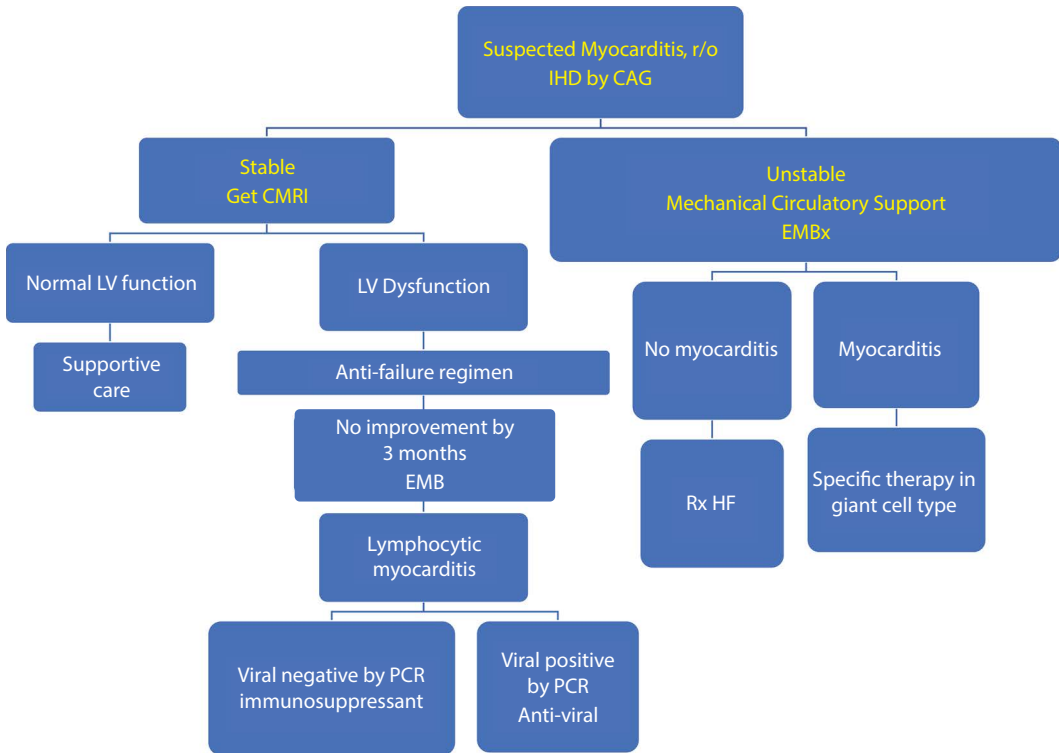 Suspected Myocarditis, r/o
IHD by CAG
Stable
Get CMRI
Unstable
Mechanical Circulatory Support
EMBx
Normal LV function
LV Dysfunction
No myocarditis
Myocarditis
Supportive
care
Anti-failure regimen
No improvement by
3 months
EMB
Rx HF
Specific therapy in
giant cell type
Lymphocytic
myocarditis
Viral negative by PCR
immunosuppressant
Viral positive
by PCR
Anti-viral